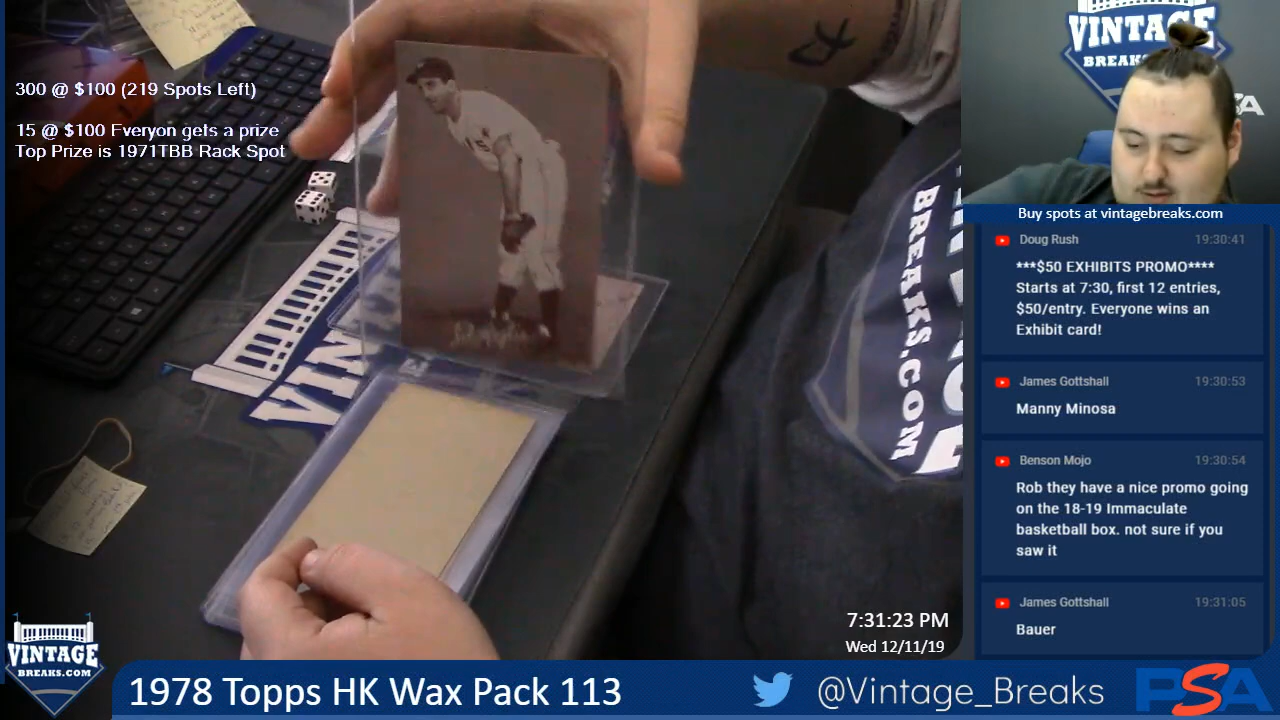 300 @ $100 (219 Spots Left)
15 @ $100 Everyon gets a prize
Top Prize is 1971TBB Rack Spot
VINTAGE
BREAKS
Buy spots at vintagebreaks.com
Doug Rush 19:30:41
***$50 EXHIBITS PROMO****
Starts at 7:30, first 12 entries,
$50/entry. Everyone wins an
Exhibit card!
James Gottshall 19:30:53
Manny Minosa
Benson Mojo 19:30:54
Rob they have a nice promo going
on the 18-19 Immaculate
basketball box. not sure if you
saw it
James Gottshall 19:31:05
Bauer
VIN
BREAKS.COM
7:31:23 PM
Wed 12/11/19
VINTAGE
BREAKS.COM
1978 Topps HK Wax Pack 113
@Vintage_Breaks
PSA